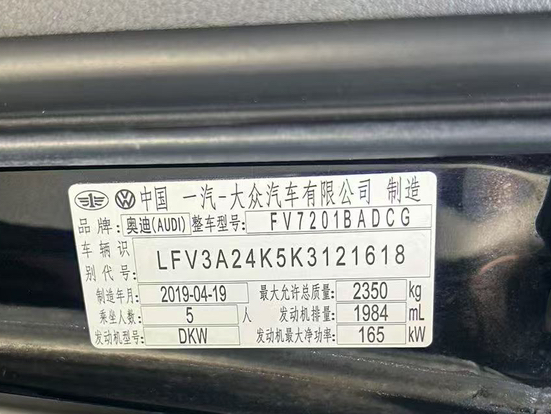 中国 一汽-大众汽车有限公司 制造
品牌: 奥迪(AUDI) 整车型号: FV7201BADCG
车辆识别代号: LFV3A24K5K3121618
制造年月: 2019-04-19 最大允许总质量: 2350 kg
乘坐人数: 5 人 发动机排量: 1984 mL
发动机型号: DKW 发动机最大净功率: 165 kW